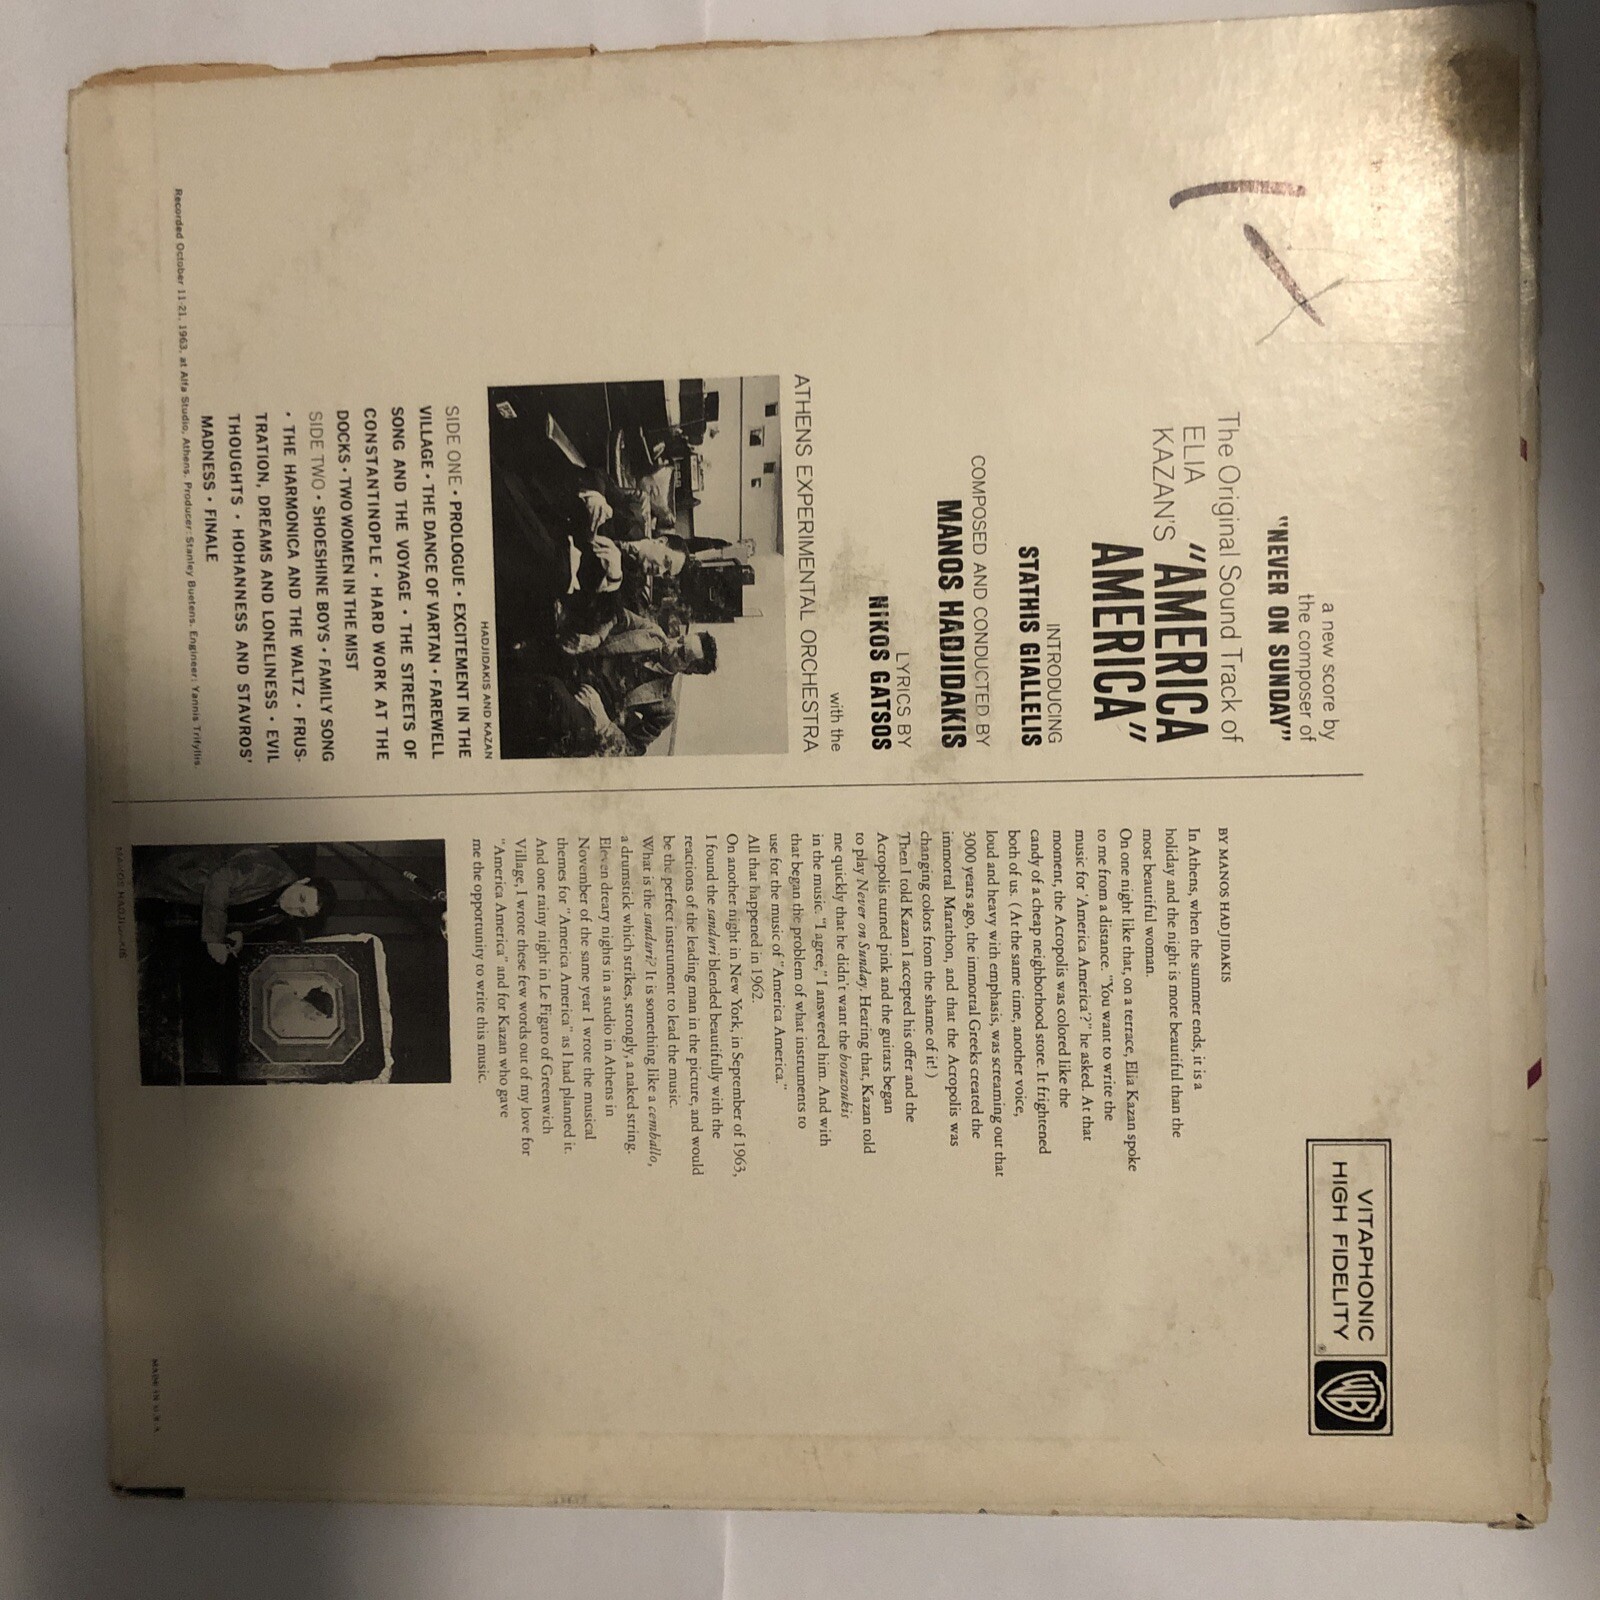 a new score by
the composer of
"NEVER ON SUNDAY"
The Original Sound Track of
ELIA
KAZAN'S
"AMERICA
AMERICA"
INTRODUCING
STATHIS GIALLELIS
COMPOSED AND CONDUCTED BY
MANOS HADJIDAKIS
LYRICS BY
NIKOS GATSOS
with the
ATHENS EXPERIMENTAL ORCHESTRA
HADJIDAKIS AND KAZAN
SIDE ONE • PROLOGUE • EXCITEMENT IN THE
VILLAGE • THE DANCE OF VARTAN • FAREWELL
SONG AND THE VOYAGE • THE STREETS OF
CONSTANTINOPLE • HARD WORK AT THE
DOCKS • TWO WOMEN IN THE MIST
SIDE TWO • SHOESHINE BOYS • FAMILY SONG
• THE HARMONICA AND THE WALTZ • FRUS-
TRATION, DREAMS AND LONELINESS • EVIL
THOUGHTS • HOHANNESS AND STAVROS'
MADNESS • FINALE
Recorded October 11-21, 1963, at Alfa Studio, Athens. Producer: Stanley Buetens. Engineer: Yannis Trifyllis.
VITAPHONIC
HIGH FIDELITY
®
WB
BY MANOS HADJIDAKIS
In Athens, when the summer ends, it is a
holiday and the night is more beautiful than the
most beautiful woman.
On one night like that, on a terrace, Elia Kazan spoke
to me from a distance. "You want to write the
music for 'America America'?" he asked. At that
moment, the Acropolis was colored like the
candy of a cheap neighborhood store. It frightened
both of us. (At the same time, another voice,
loud and heavy with emphasis, was screaming out that
3000 years ago, the immortal Greeks created the
immortal Marathon, and that the Acropolis was
changing colors from the shame of it!)
Then I told Kazan I accepted his offer and the
Acropolis turned pink and the guitars began
to play Never on Sunday. Hearing that, Kazan told
me quickly that he didn't want the bouzoukis
in the music. "I agree," I answered him. And with
that began the problem of what instruments to
use for the music of "America America."
All that happened in 1962.
On another night in New York, in September of 1963,
I found the sanduri blended beautifully with the
reactions of the leading man in the picture, and would
be the perfect instrument to lead the music.
What is the sanduri? It is something like a cemballo,
a drumstick which strikes, strongly, a naked string.
Eleven dreary nights in a studio in Athens in
November of the same year I wrote the musical
themes for "America America", as I had planned it.
And one rainy night in Le Figaro of Greenwich
Village, I wrote these few words out of my love for
"America America" and for Kazan who gave
me the opportunity to write this music.
MANOS HADJIDAKIS
MADE IN U.S.A.